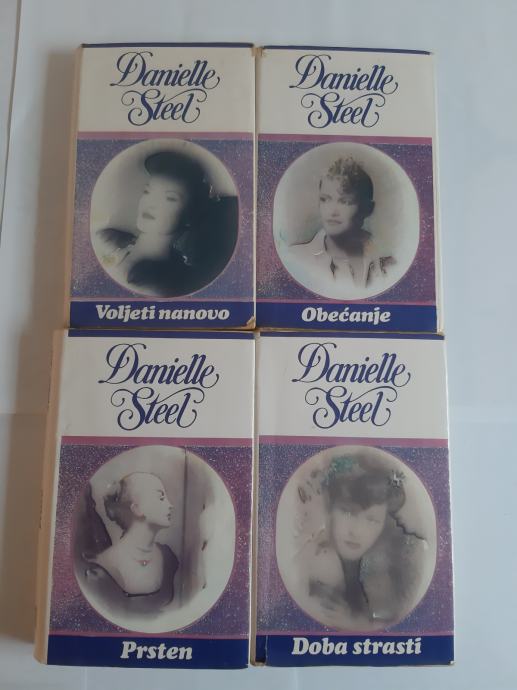 Danielle
Steel
Voljeti nanovo
Danielle
Steel
Obećanje
Danielle
Steel
Prsten
Danielle
Steel
Doba strasti